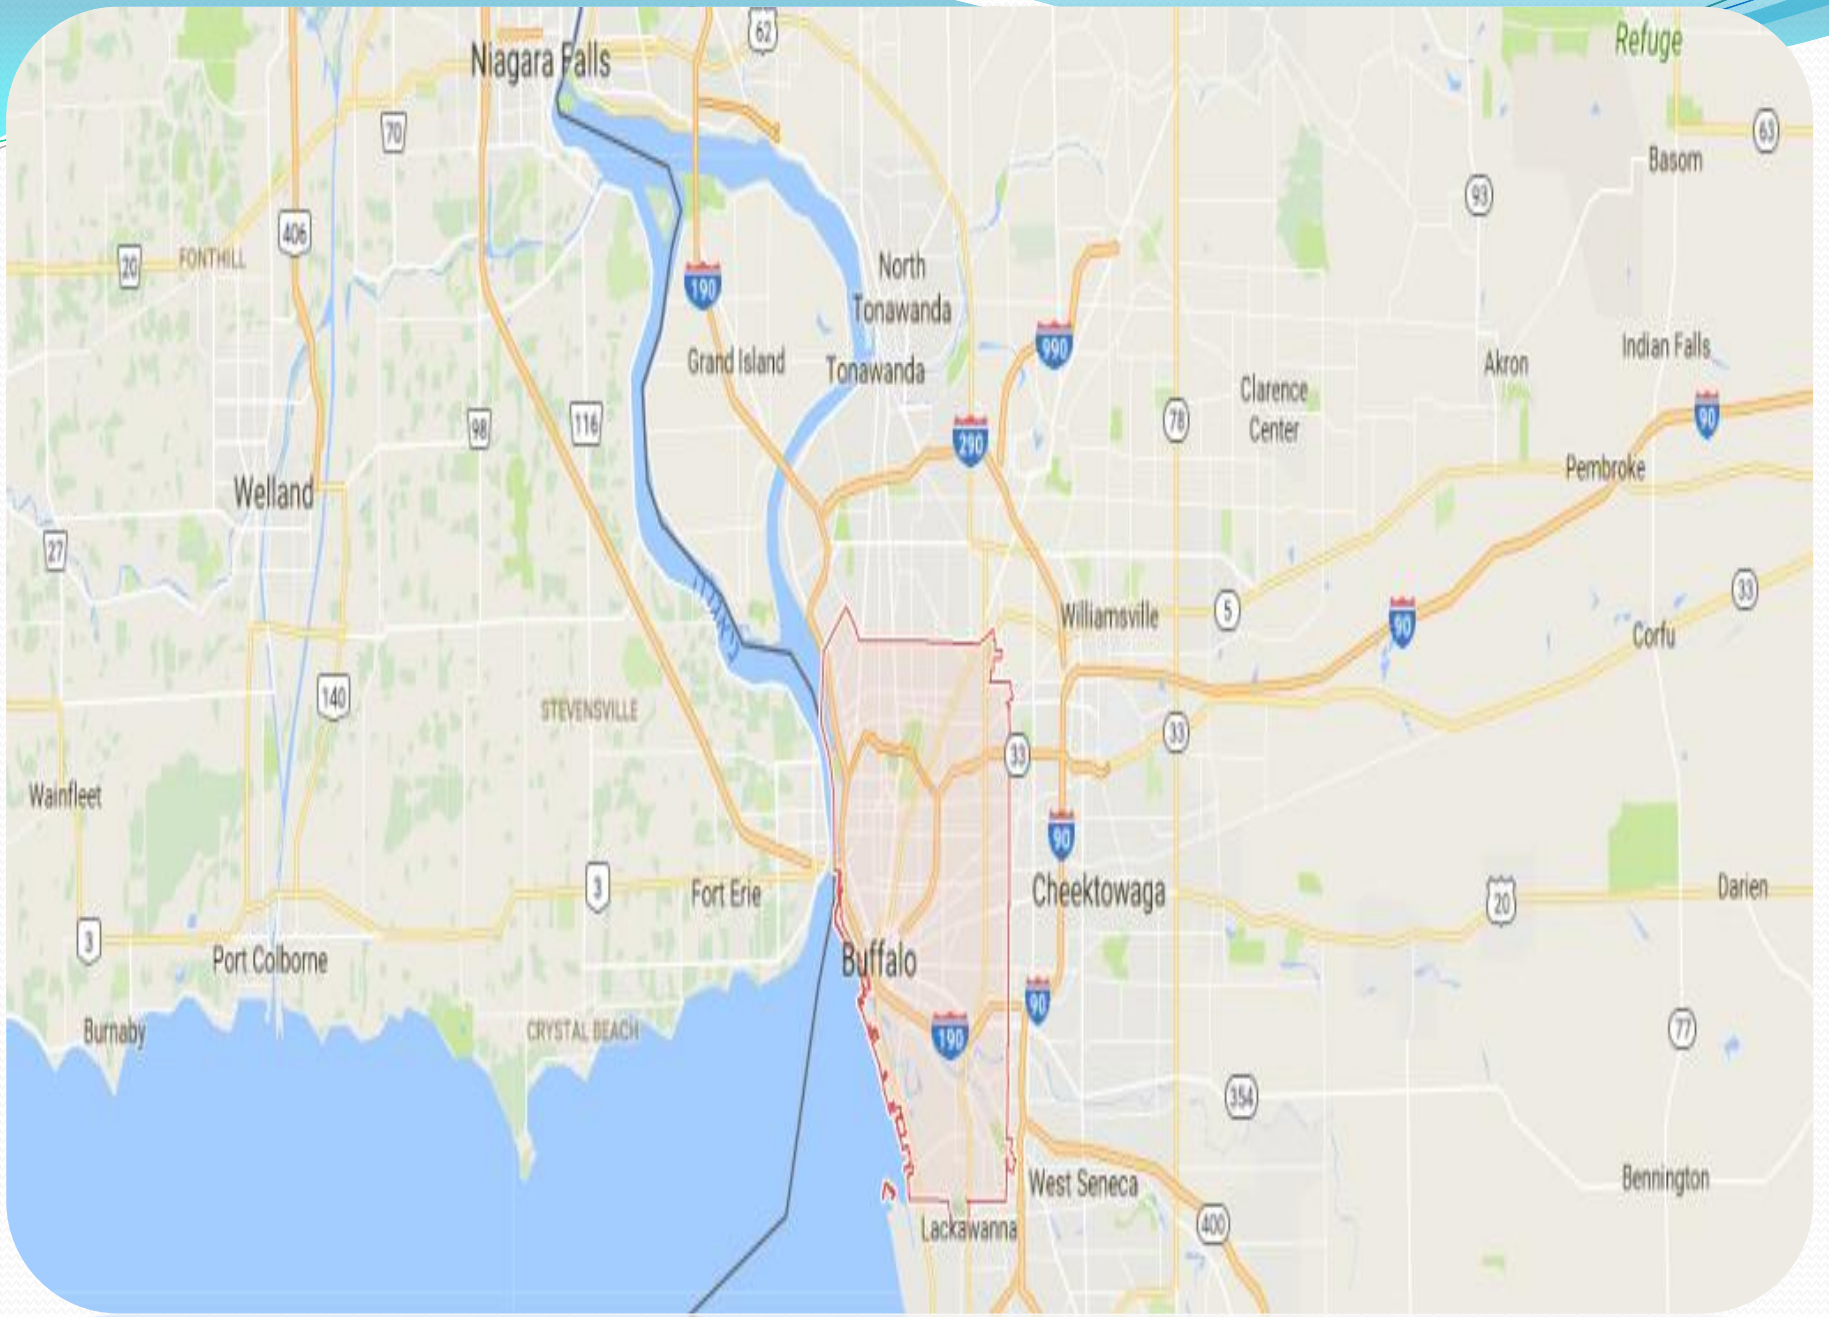 Refuge
62
Niagara Falls
70
63
Basom
93
406
20
FONTHILL
190
North
Tonawanda
990
Grand Island
Tonawanda
Indian Falls
Akron
Clarence
Center
90
98
116
78
290
Pembroke
Welland
27
33
Williamsville
5
90
Corfu
140
STEVENSVILLE
33
33
Wainfleet
90
3
Fort Erie
Cheektowaga
20
Darien
3
Port Colborne
Buffalo
90
Burnaby
CRYSTAL BEACH
190
77
354
West Seneca
Bennington
400
Lackawanna